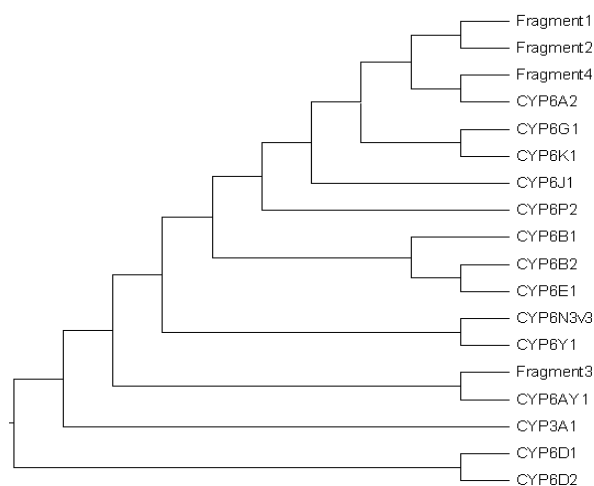 Fragment1
Fragment2
Fragment4
CYP6A2
CYP6G1
CYP6K1
CYP6J1
CYP6P2
CYP6B1
CYP6B2
CYP6E1
CYP6N3v3
CYP6Y1
Fragment3
CYP6AY1
CYP3A1
CYP6D1
CYP6D2